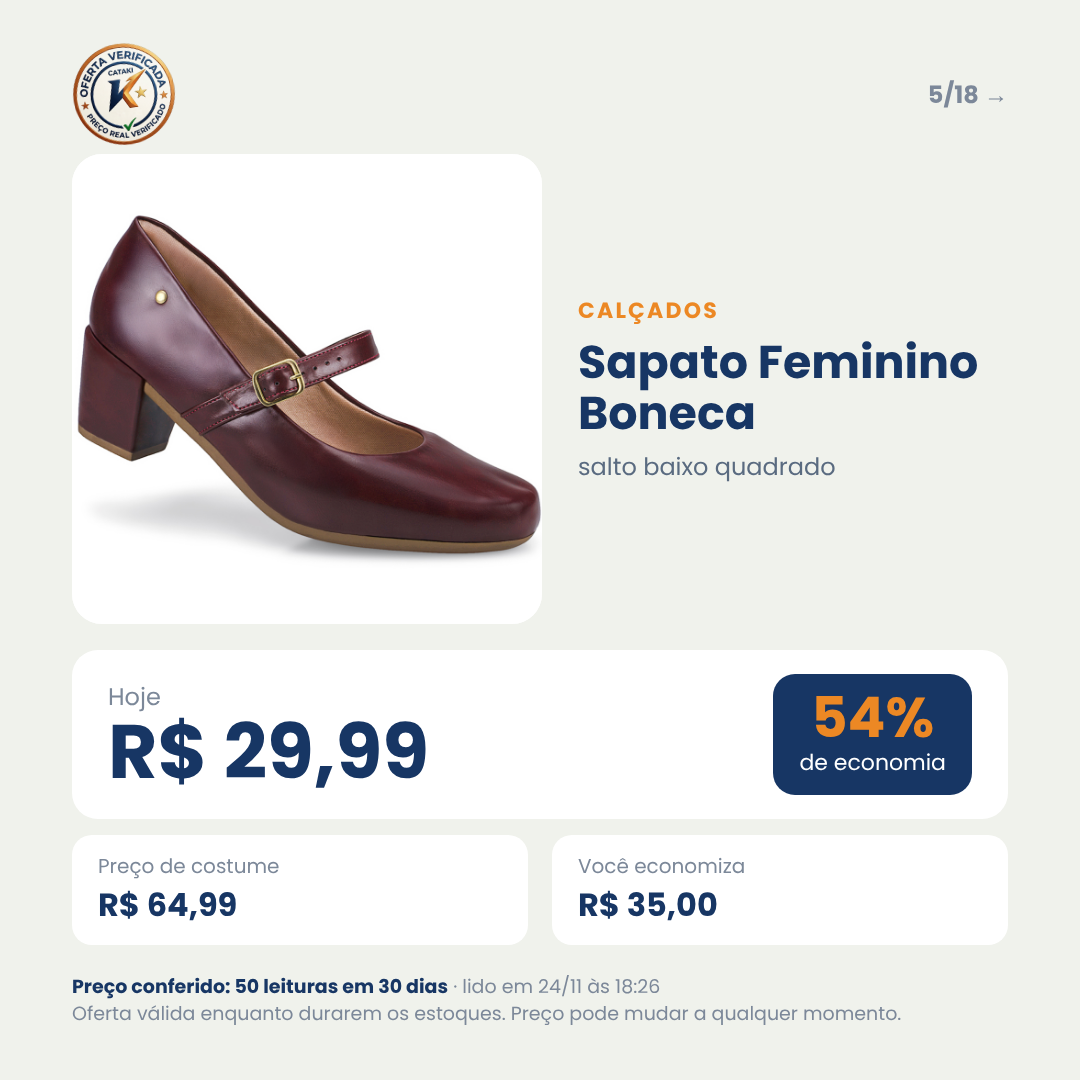 OFERTA VERIFICADA
CATAKI
K
PREÇO REAL VERIFICADO
5/18 →
CALÇADOS
Sapato Feminino
Boneca
salto baixo quadrado
Hoje
R$ 29,99
54%
de economia
Preço de costume
R$ 64,99
Você economiza
R$ 35,00
Preço conferido: 50 leituras em 30 dias · lido em 24/11 às 18:26
Oferta válida enquanto durarem os estoques. Preço pode mudar a qualquer momento.